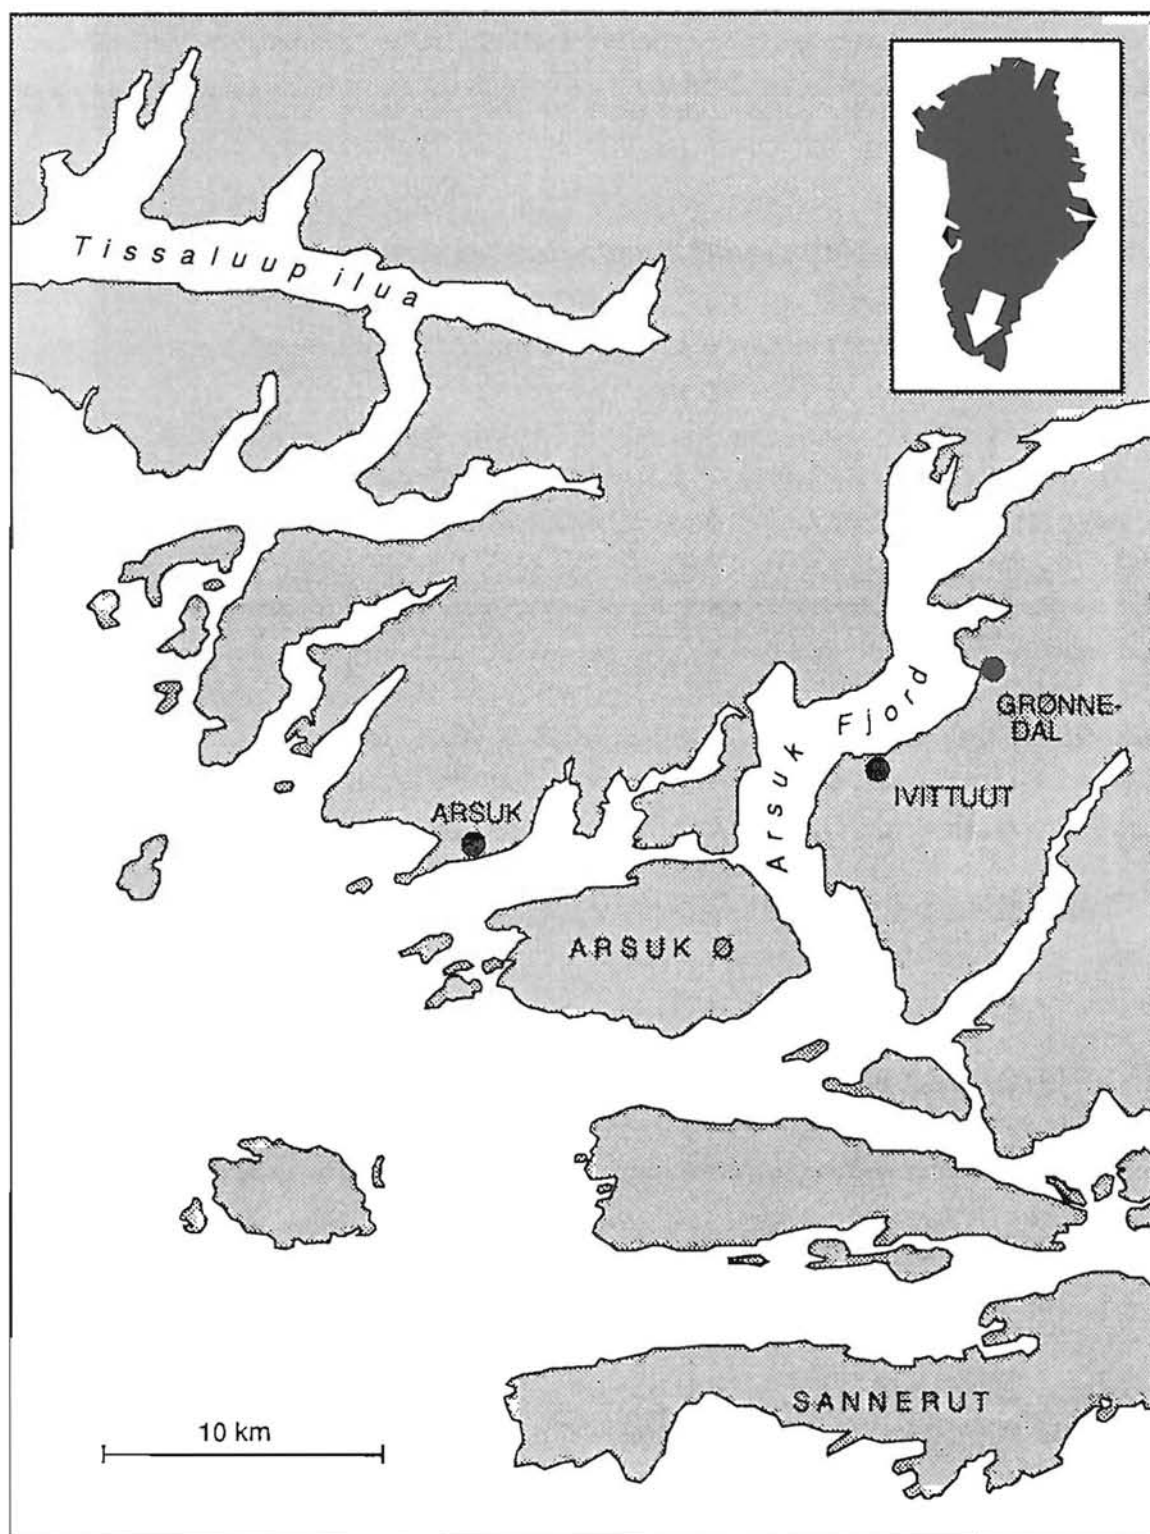 Tissaluup ilua
Arsuk Fjord
GRØNNE-
DAL
IVITTUUT
ARSUK
ARSUK Ø
SANNERUT
10 km